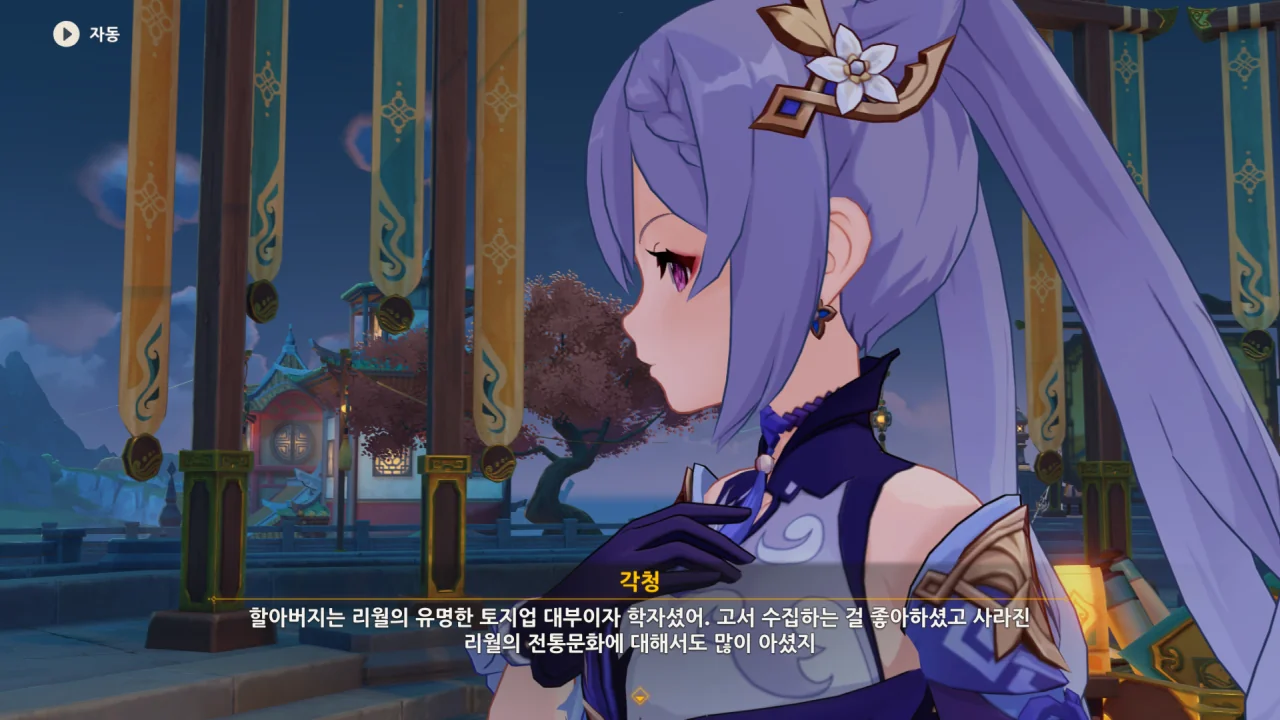 자동
각청
할아버지는 리월의 유명한 토지업 대부이자 학자셨어. 고서 수집하는 걸 좋아하셨고 사라진
리월의 전통문화에 대해서도 많이 아셨지